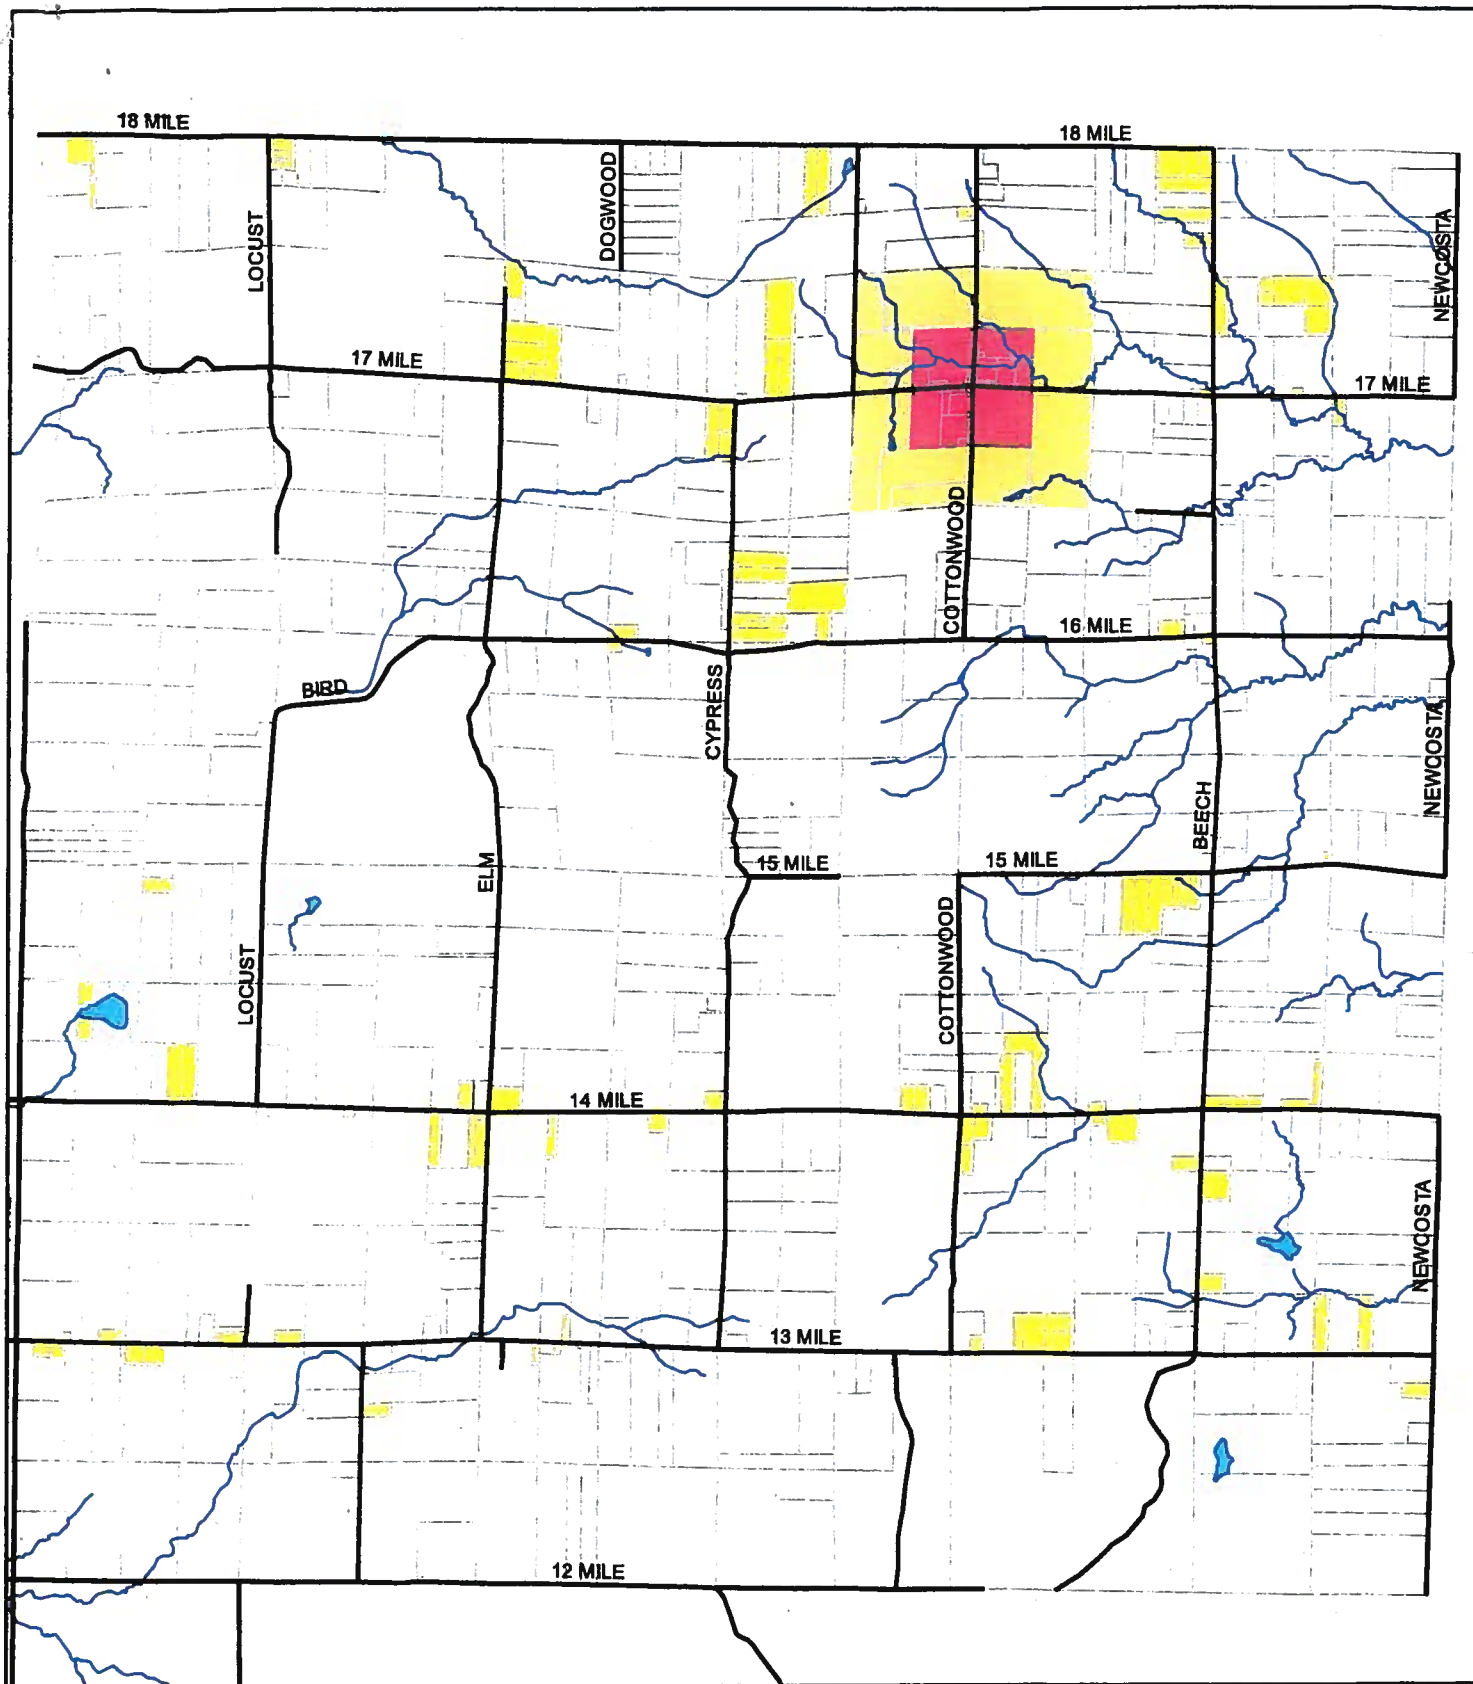 18 MILE
18 MILE
DOGWOOD
LOCUST
NEWCOSTA
17 MILE
17 MILE
COTTONWOOD
16 MILE
BIRD
CYPRESS
NEWCOSTA
BEECH
ELM
15 MILE
15 MILE
COTTONWOOD
LOCUST
14 MILE
NEWCOSTA
13 MILE
12 MILE